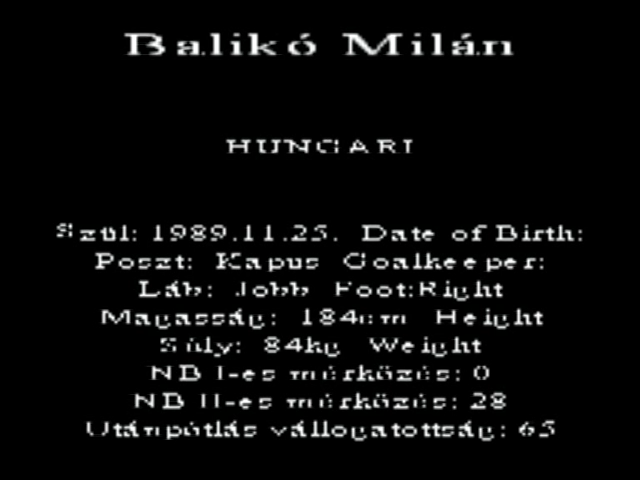 Balikó Milán
HUNGARI
Szül: 1989.11.25. Date of Birth:
Poszt: Kapus Goalkeeper:
Láb: Jobb Foot:Right
Magasság: 184cm Height
Súly: 84kg Weight
NB I-es mérkőzés: 0
NB II-es mérkőzés: 28
Utánpótlás válogatottság: 65